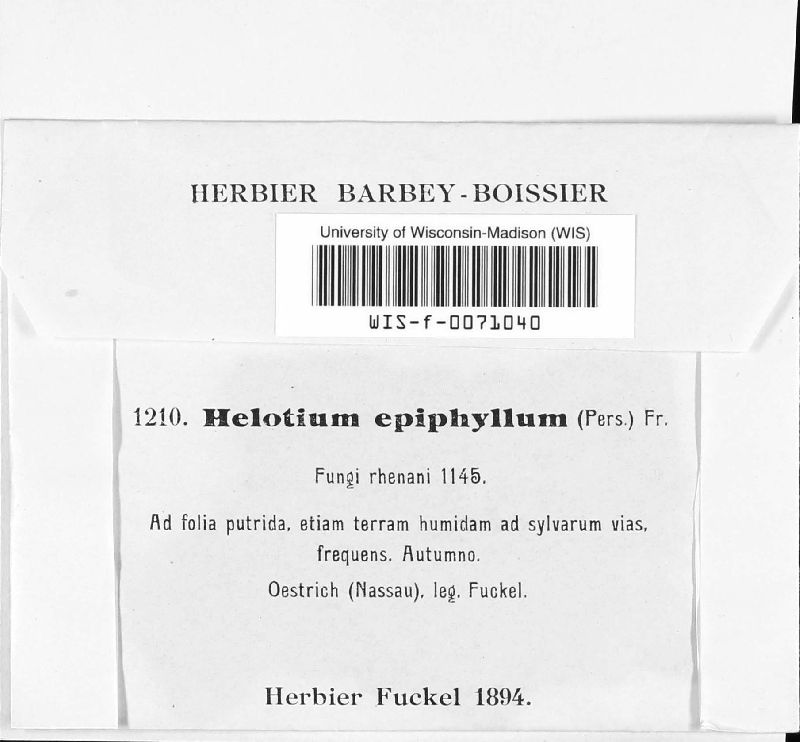 HERBIER BARBEY-BOISSIER
University of Wisconsin-Madison (WIS)
WIS-f-0071040
1210. Helotium epiphyllum (Pers.) Fr.
Fungi rhenani 1145.
Ad folia putrida, etiam terram humidam ad sylvarum vias,
frequens. Autumno.
Oestrich (Nassau), leg. Fuckel.
Herbier Fuckel 1894.